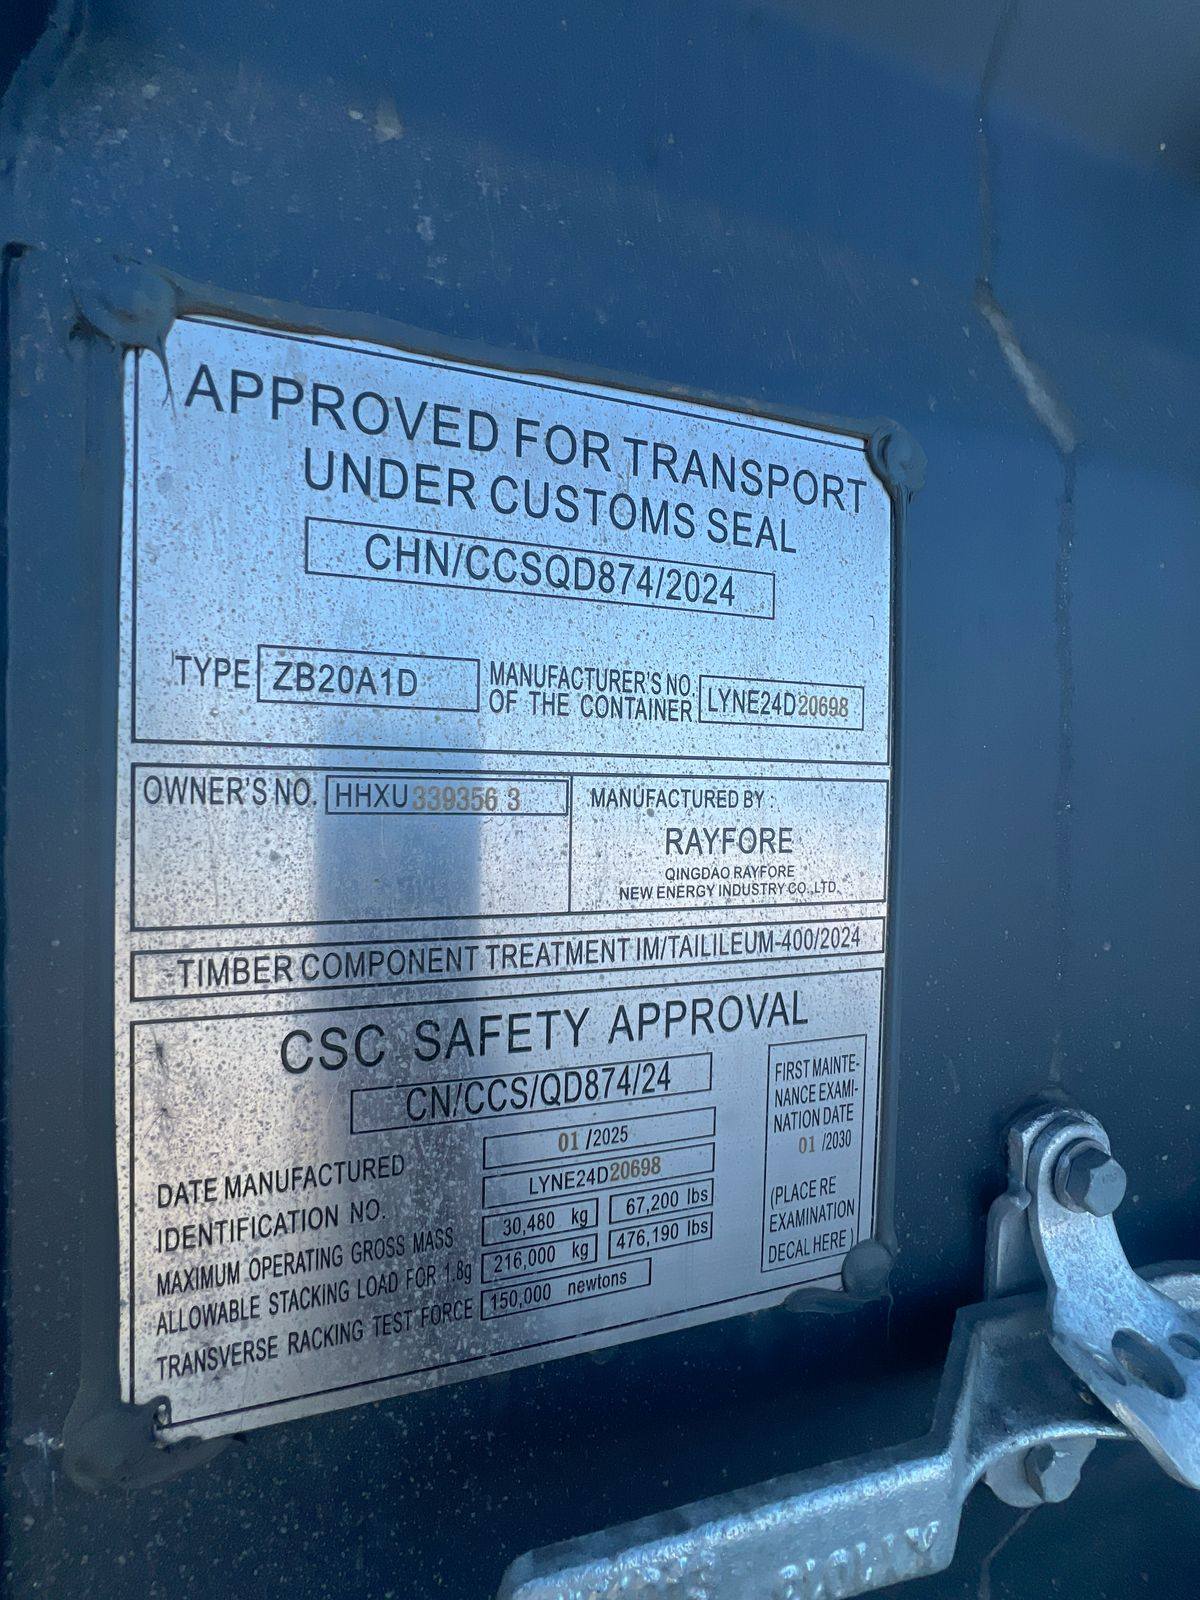 APPROVED FOR TRANSPORT
UNDER CUSTOMS SEAL
CHN/CCSQD874/2024
TYPE ZB20A1D MANUFACTURER'S NO. OF THE CONTAINER LYNE24D20698
OWNER'S NO. HHXU 339356 3
MANUFACTURED BY :
RAYFORE
QINGDAO RAYFORE
NEW ENERGY INDUSTRY CO.,LTD.
TIMBER COMPONENT TREATMENT IM/TAILILEUM-400/2024
CSC SAFETY APPROVAL
CN/CCS/QD874/24
DATE MANUFACTURED 01 /2025
IDENTIFICATION NO. LYNE24D20698
MAXIMUM OPERATING GROSS MASS 30,480 kg 67,200 lbs
ALLOWABLE STACKING LOAD FOR 1.8g 216,000 kg 476,190 lbs
TRANSVERSE RACKING TEST FORCE 150,000 newtons
FIRST MAINTE-
NANCE EXAMI-
NATION DATE
01 /2030
(PLACE RE
EXAMINATION
DECAL HERE )